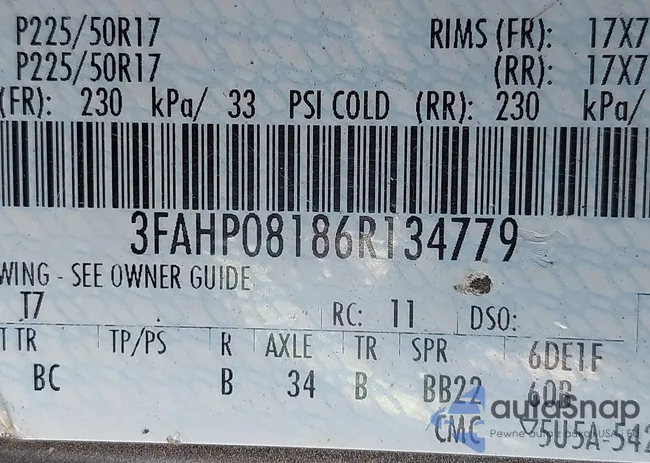 P225/50R17 RIMS (FR): 17X7
P225/50R17 (RR): 17X7
(FR): 230 kPa/ 33 PSI COLD (RR): 230 kPa/
3FAHP08186R134779
WING - SEE OWNER GUIDE
T7 RC: 11 DSO:
T TR TP/PS R AXLE TR SPR 6DE1F
BC B 34 B BB22 60B
autosnap
CMC 5U5A-542